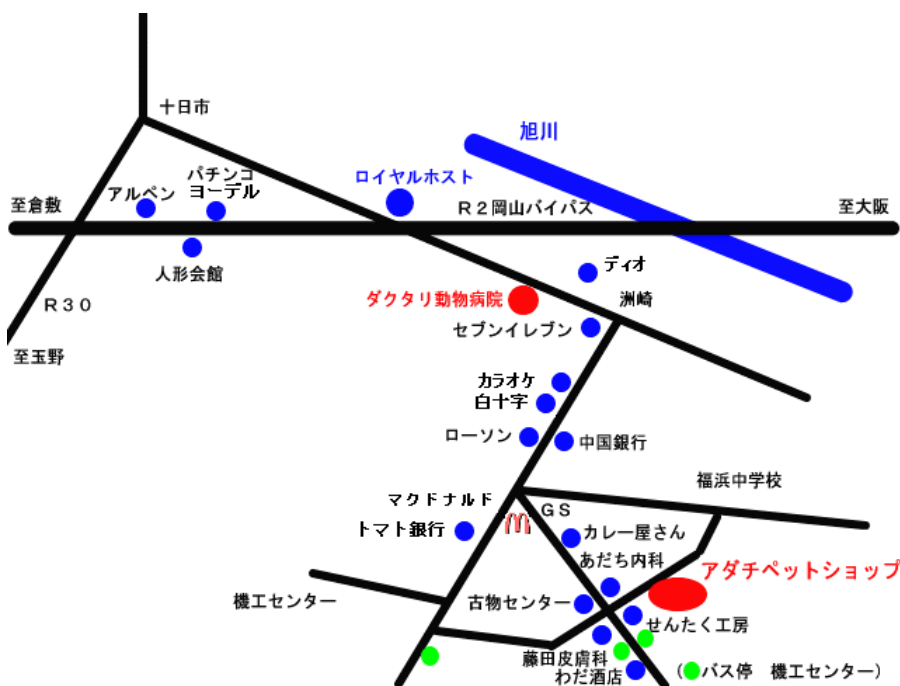 十日市
旭川
パチンコ
ヨーデル
アルペン
ロイヤルホスト
至倉敷
R2岡山バイパス
至大阪
人形会館
ディオ
R30
ダクタリ動物病院
洲崎
セブンイレブン
至玉野
カラオケ
白十字
ローソン
中国銀行
福浜中学校
マクドナルド
GS
トマト銀行
カレー屋さん
あだち内科
アダチペットショップ
機工センター
古物センター
せんたく工房
藤田皮膚科
わだ酒店
(●バス停 機工センター)